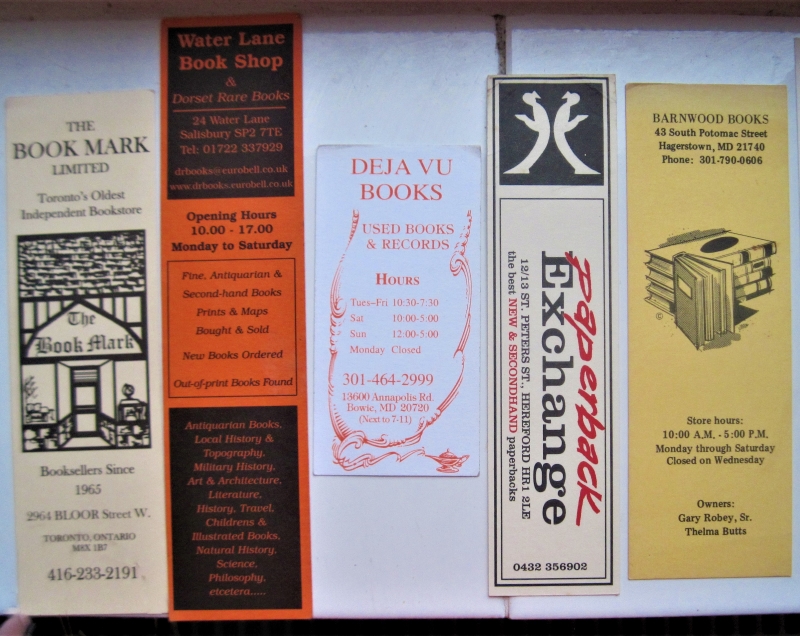 THE
BOOK MARK
LIMITED
Toronto's Oldest
Independent Bookstore
The
Book Mark
Booksellers Since
1965
2964 BLOOR Street W.
TORONTO, ONTARIO
M8X 1B7
416-233-2191
Water Lane
Book Shop
&
Dorset Rare Books
24 Water Lane
Salisbury SP2 7TE
Tel: 01722 337929
drbooks@eurobell.co.uk
www.drbooks.eurobell.co.uk
Opening Hours
10.00 - 17.00
Monday to Saturday
Fine, Antiquarian &
Second-hand Books
Prints & Maps
Bought & Sold
New Books Ordered
Out-of-print Books Found
Antiquarian Books,
Local History &
Topography,
Military History,
Art & Architecture,
Literature,
History, Travel,
Childrens &
Illustrated Books,
Natural History,
Science,
Philosophy,
etcetera.....
DEJA VU
BOOKS
USED BOOKS
& RECORDS
HOURS
Tues-Fri 10:30-7:30
Sat 10:00-5:00
Sun 12:00-5:00
Monday Closed
301-464-2999
13600 Annapolis Rd.
Bowie, MD 20720
(Next to 7-11)
paperback
Exchange
12/13 ST. PETERS ST., HEREFORD HR1 2LE
the best NEW & SECONDHAND paperbacks
0432 356902
BARNWOOD BOOKS
43 South Potomac Street
Hagerstown, MD 21740
Phone: 301-790-0606
©
Store hours:
10:00 A.M. - 5:00 P.M.
Monday through Saturday
Closed on Wednesday
Owners:
Gary Robey, Sr.
Thelma Butts